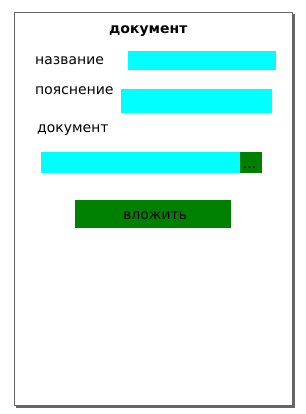 документ
название
пояснение
документ
...
вложить